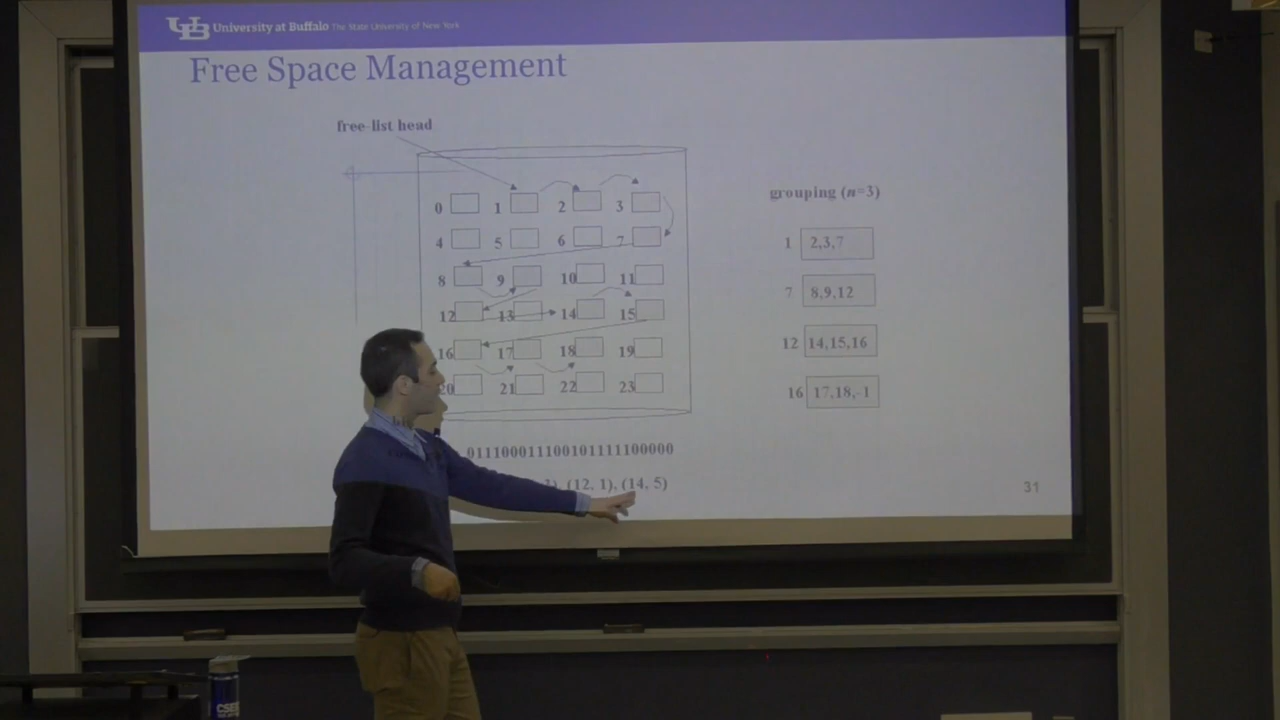 University at Buffalo The State University of New York
Free Space Management
free-list head
0 1 2 3
4 5 6 7
8 9 10 11
12 13 14 15
16 17 18 19
20 21 22 23
grouping (n=3)
1 2,3,7
7 8,9,12
12 14,15,16
16 17,18,-1
011100011100101111100000
(12, 1), (14, 5)
31
CSE